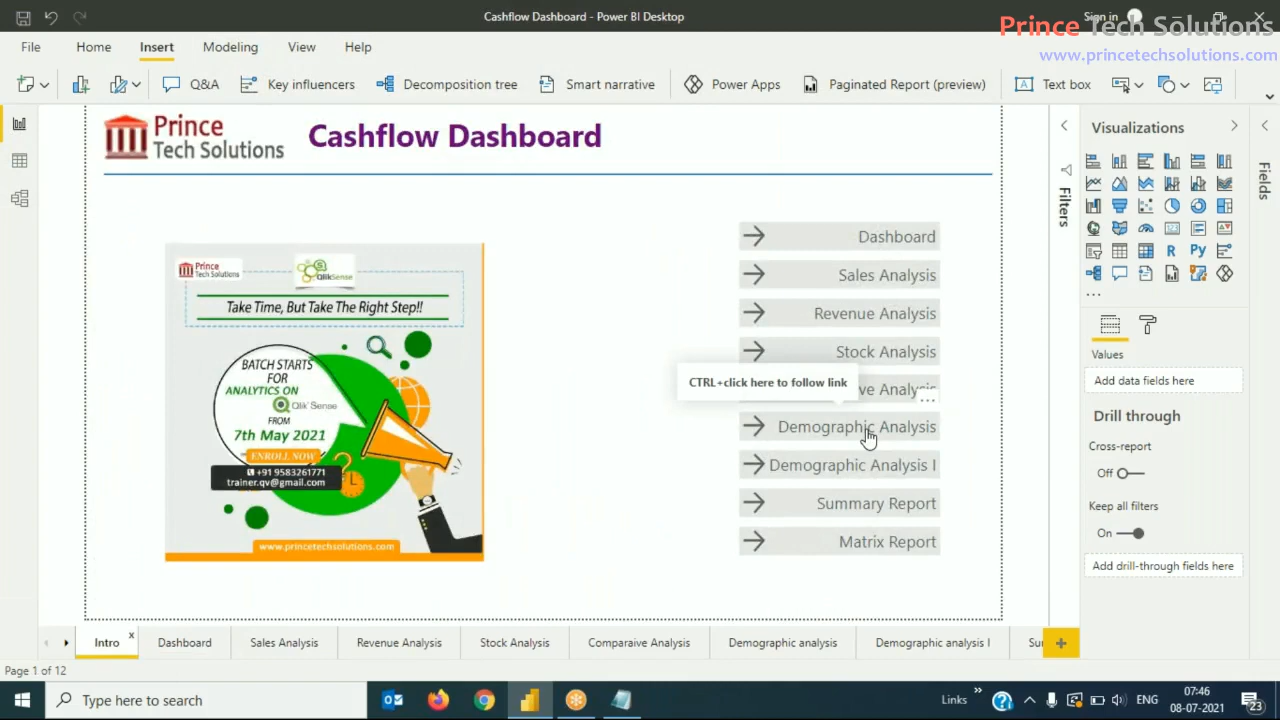 Cashflow Dashboard - Power BI Desktop
Sign in
Prince Tech Solutions
www.princetechsolutions.com
File
Home
Insert
Modeling
View
Help
Q&A
Key influencers
Decomposition tree
Smart narrative
Power Apps
Paginated Report (preview)
Text box
Prince
Tech Solutions
Cashflow Dashboard
Prince
Tech Solutions
QlikSense
Take Time, But Take The Right Step!!
BATCH STARTS
FOR
ANALYTICS ON
Qlik Sense
FROM
7th May 2021
ENROLL NOW
+91 9583261771
trainer.qv@gmail.com
www.princetechsolutions.com
Dashboard
Sales Analysis
Revenue Analysis
Stock Analysis
CTRL+click here to follow link
ve Analysis
Demographic Analysis
Demographic Analysis I
Summary Report
Matrix Report
Filters
Visualizations
R
Py
Values
Add data fields here
Drill through
Cross-report
Off
Keep all filters
On
Add drill-through fields here
Fields
Intro
Dashboard
Sales Analysis
Revenue Analysis
Stock Analysis
Comparaive Analysis
Demographic analysis
Demographic analysis I
Su
Page 1 of 12
Type here to search
Links
ENG
07:46
08-07-2021
23